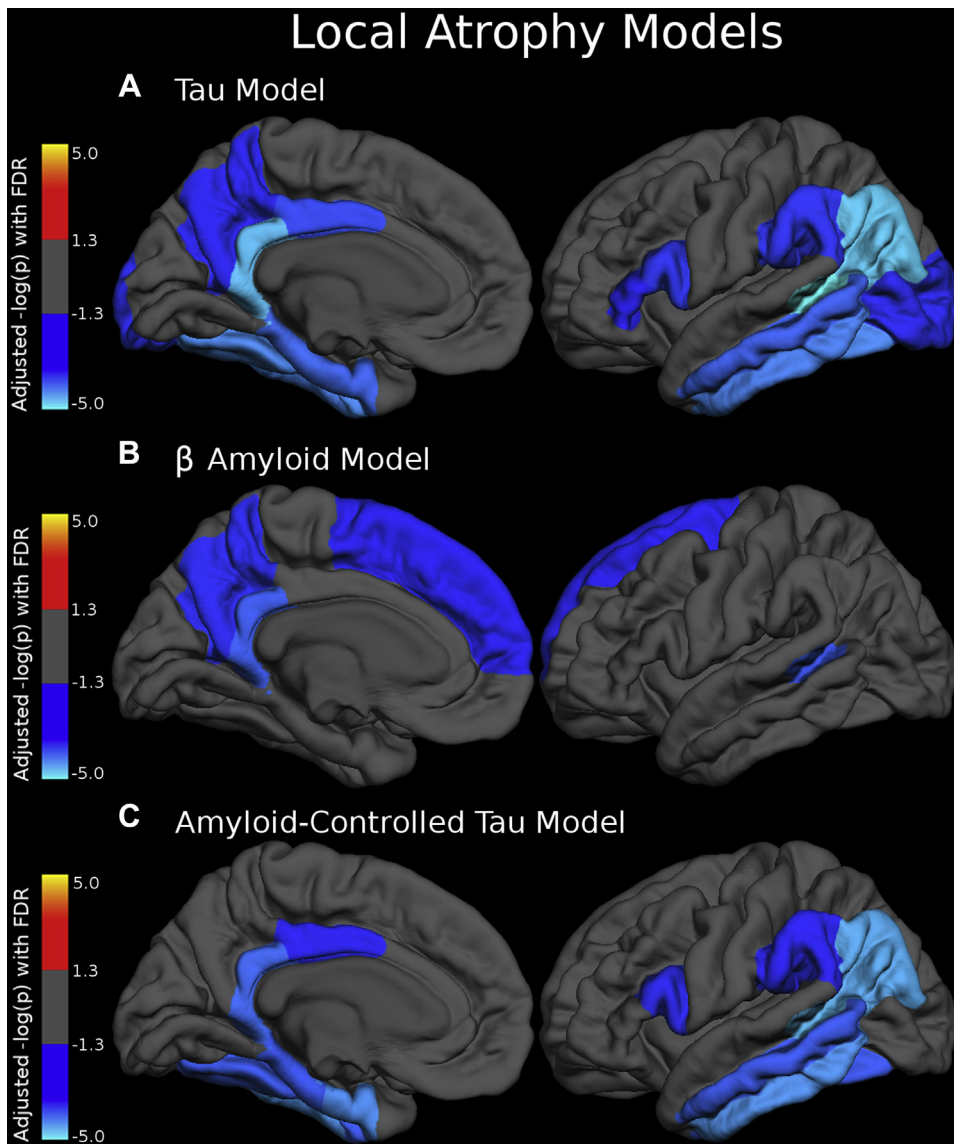 Local Atrophy Models
A Tau Model
Adjusted -log(p) with FDR
5.0
1.3
-1.3
-5.0
B β Amyloid Model
Adjusted -log(p) with FDR
5.0
1.3
-1.3
-5.0
C Amyloid-Controlled Tau Model
Adjusted -log(p) with FDR
5.0
1.3
-1.3
-5.0